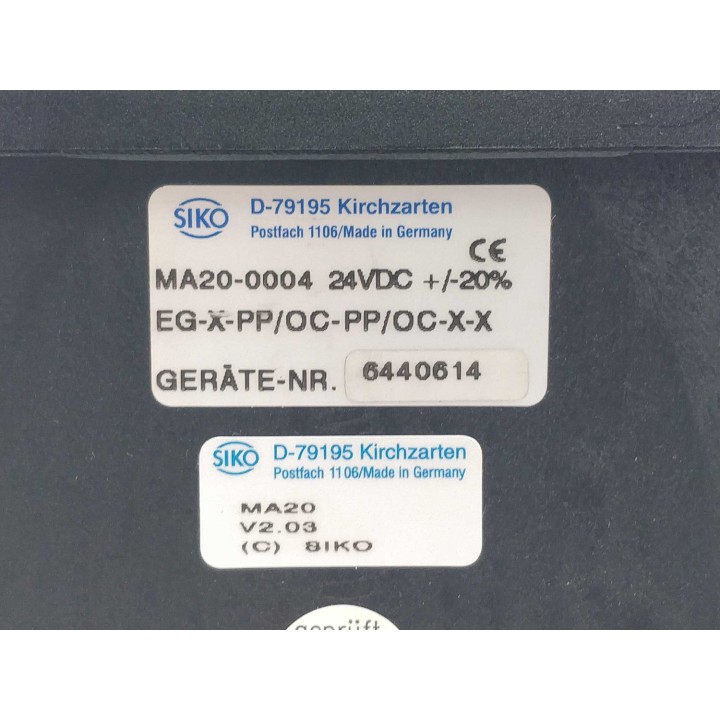 SIKO D-79195 Kirchzarten
Postfach 1106/Made in Germany
CE
MA20-0004 24VDC +/-20%
EG-X-PP/OC-PP/OC-X-X
GERÄTE-NR. 6440614
SIKO D-79195 Kirchzarten
Postfach 1106/Made in Germany
MA20
V2.03
(C) SIKO
geprüft